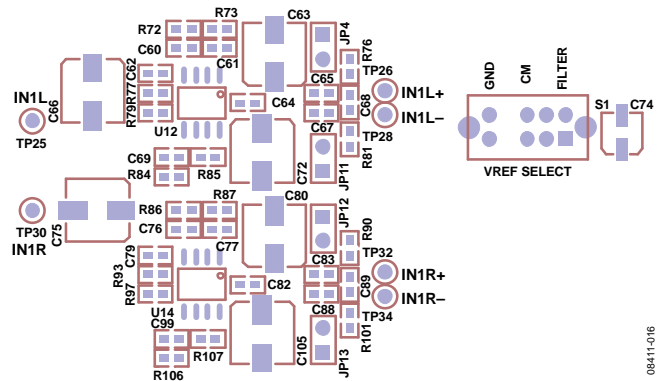 R73
C63
R72
C60
C61
JP4
R76
C62
C65
TP26
IN1L
C66
R79
R77
C64
C68
IN1L+
IN1L–
U12
TP25
C67
TP28
C69
R84
R85
C72
JP11
R81
R87
C80
R86
C76
C77
JP12
R90
C75
TP30
IN1R
C79
R93
R97
C83
TP32
C82
C89
IN1R+
IN1R–
U14
C99
C88
TP34
R107
R106
C105
JP13
R101
GND
CM
FILTER
S1
C74
VREF SELECT
08411-016